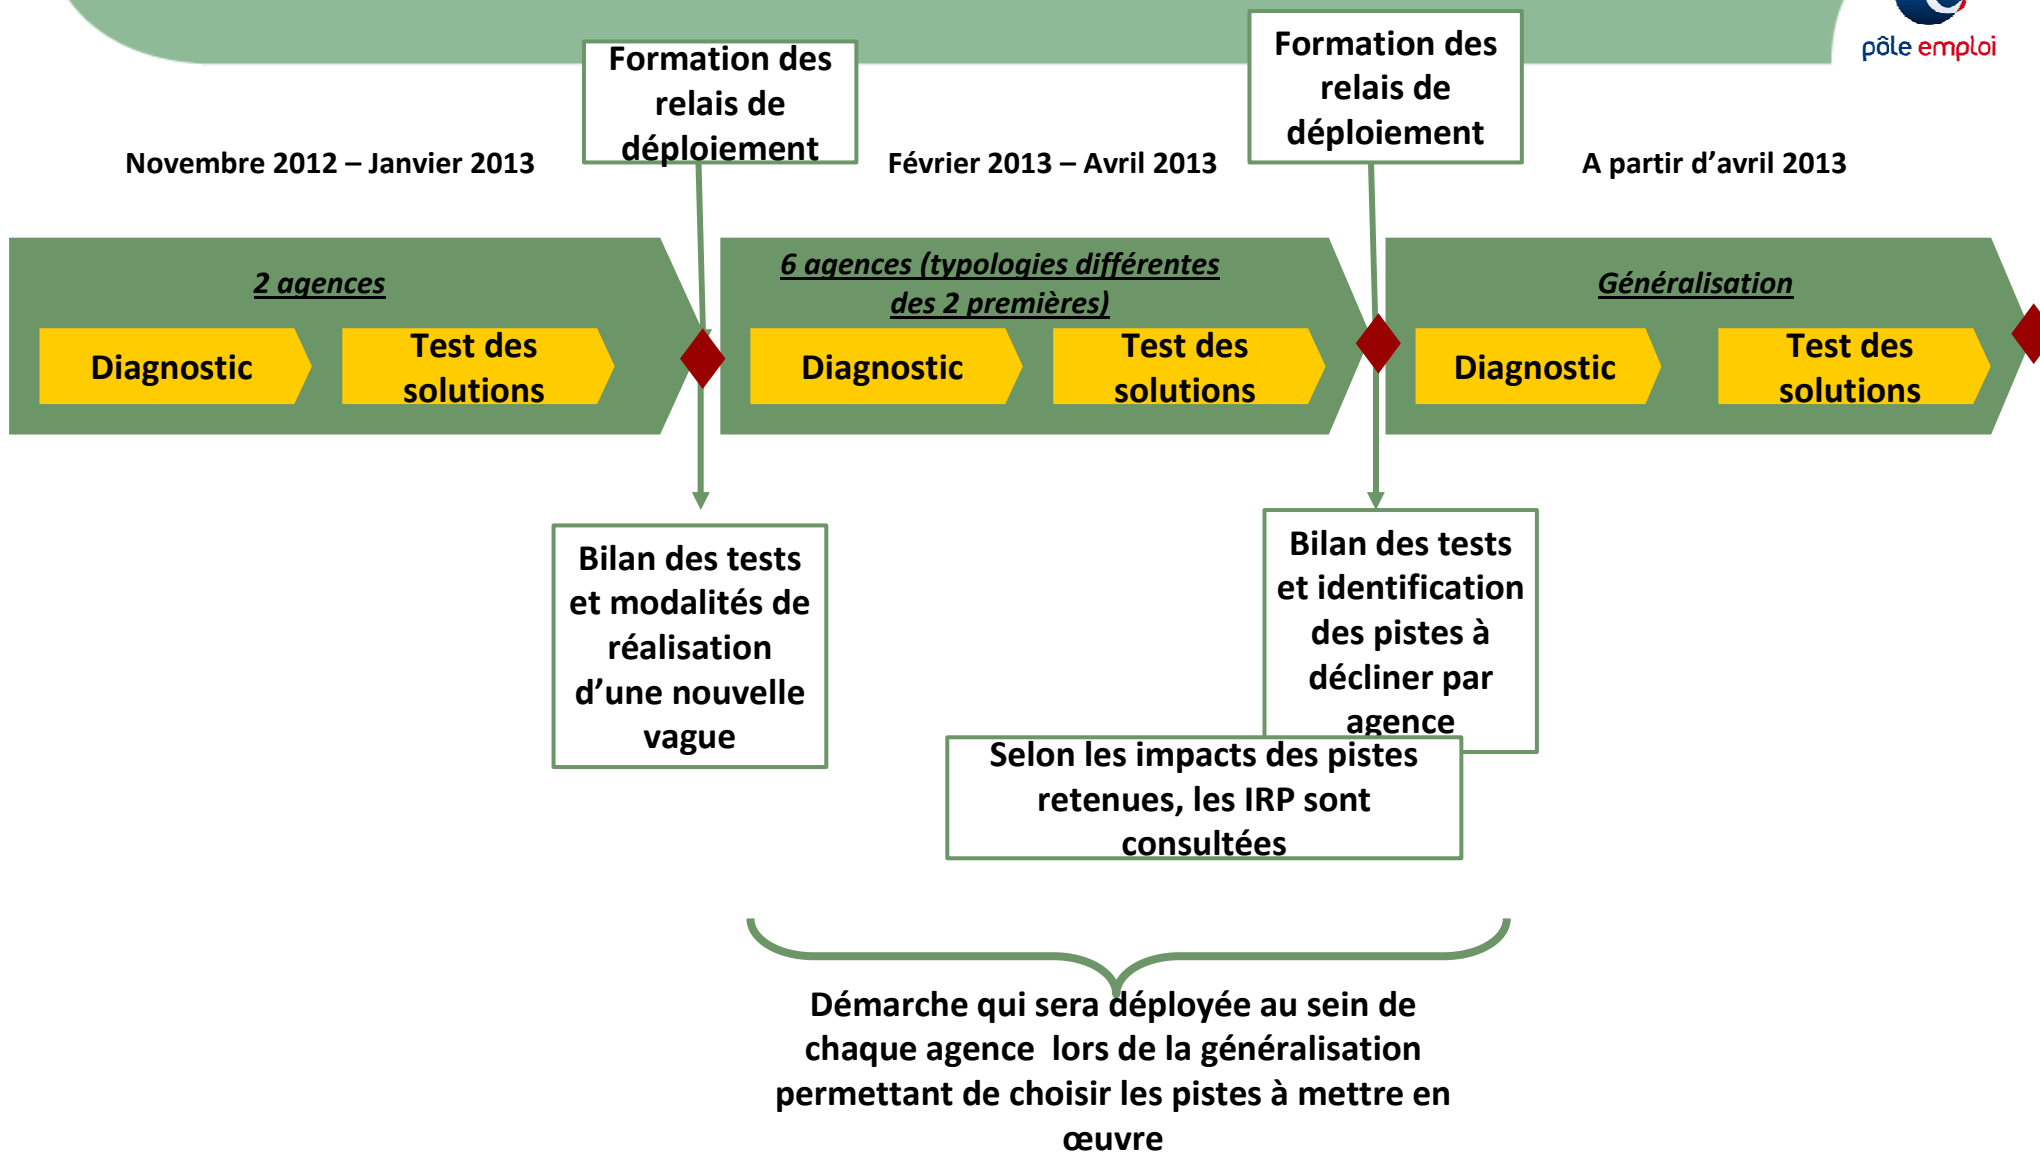 pôle emploi
Formation des
relais de
déploiement
Formation des
relais de
déploiement
Novembre 2012 – Janvier 2013
Février 2013 – Avril 2013
A partir d’avril 2013
2 agences
Diagnostic
Test des
solutions
6 agences (typologies différentes
des 2 premières)
Diagnostic
Test des
solutions
Généralisation
Diagnostic
Test des
solutions
Bilan des tests
et modalités de
réalisation
d’une nouvelle
vague
Bilan des tests
et identification
des pistes à
décliner par
agence
Selon les impacts des pistes
retenues, les IRP sont
consultées
Démarche qui sera déployée au sein de
chaque agence  lors de la généralisation
permettant de choisir les pistes à mettre en
œuvre